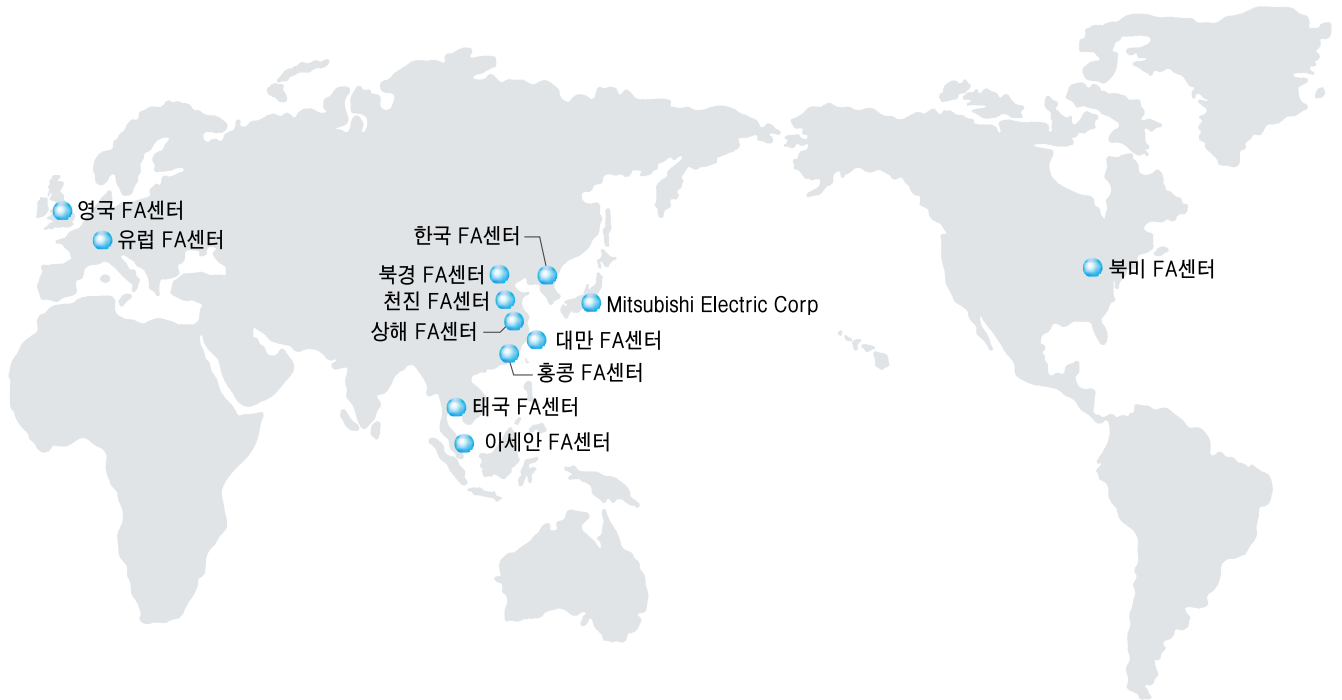 영국 FA센터
유럽 FA센터
한국 FA센터
북경 FA센터
천진 FA센터
상해 FA센터
Mitsubishi Electric Corp
대만 FA센터
홍콩 FA센터
태국 FA센터
아세안 FA센터
북미 FA센터